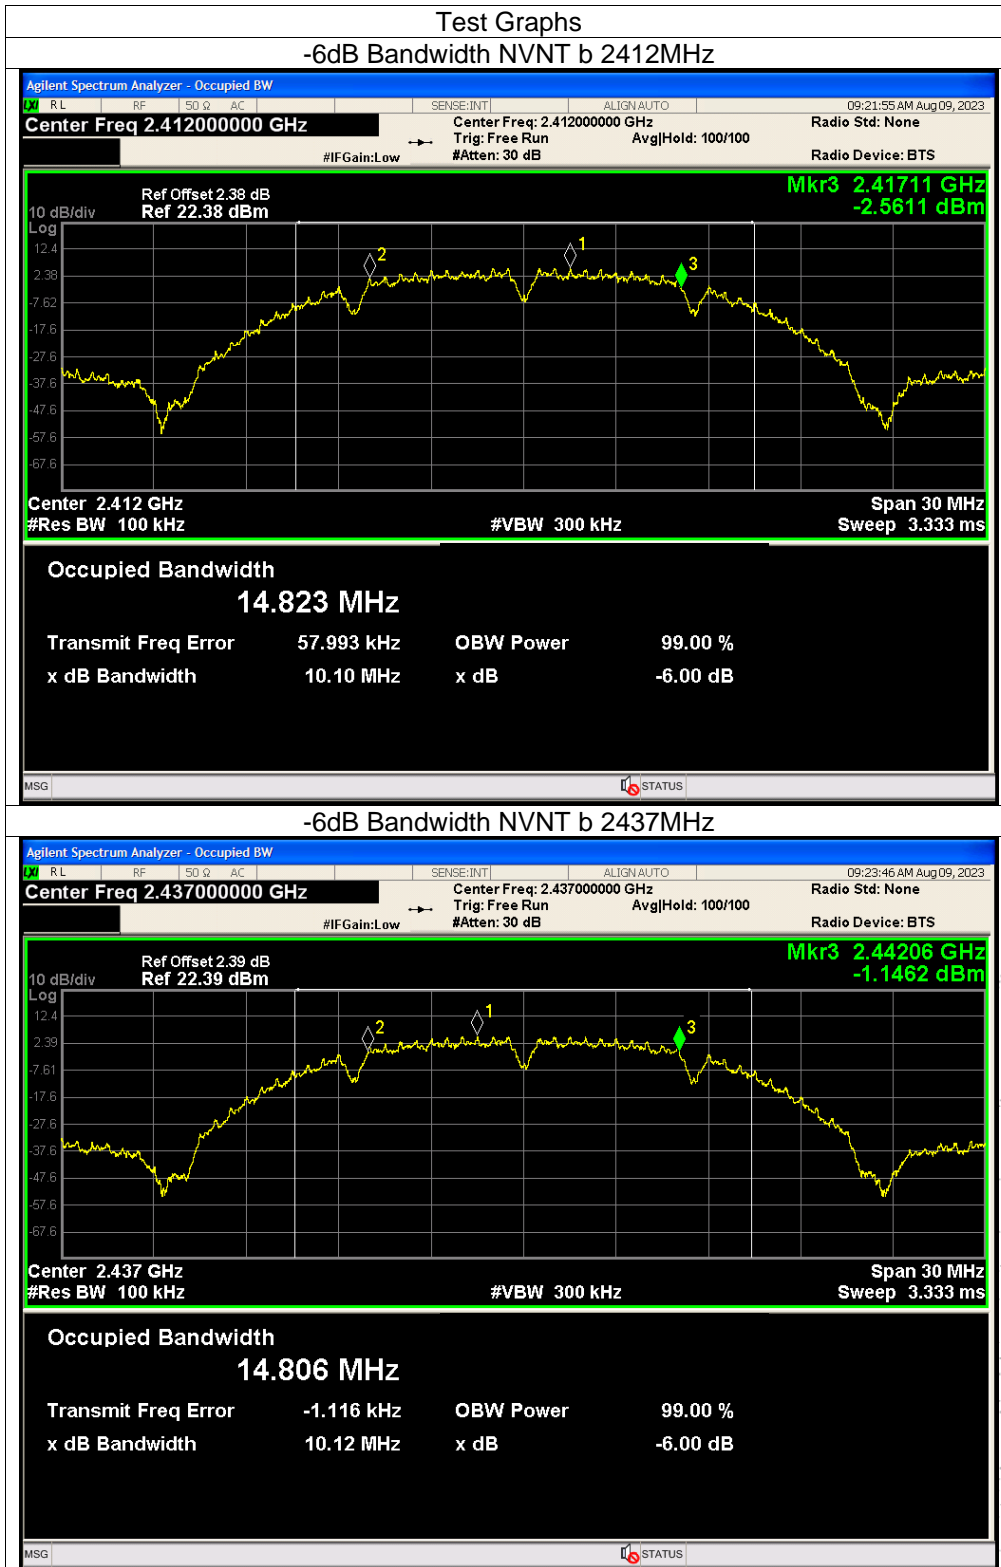 Test Graphs
-6dB Bandwidth NVNT b 2412MHz
Agilent Spectrum Analyzer - Occupied BW
LXI RL RF 50 Ω AC SENSE:INT ALIGN AUTO 09:21:55 AM Aug 09, 2023
Center Freq 2.412000000 GHz Center Freq: 2.412000000 GHz Radio Std: None
Trig: Free Run Avg|Hold: 100/100
#IFGain:Low #Atten: 30 dB Radio Device: BTS
Mkr3 2.41711 GHz
-2.5611 dBm
Ref Offset 2.38 dB
10 dB/div Ref 22.38 dBm
Log
12.4
2.38
-7.62
-17.6
-27.6
-37.6
-47.6
-57.6
-67.6
2
1
3
Center 2.412 GHz Span 30 MHz
#Res BW 100 kHz #VBW 300 kHz Sweep 3.333 ms
Occupied Bandwidth
14.823 MHz
Transmit Freq Error 57.993 kHz OBW Power 99.00 %
x dB Bandwidth 10.10 MHz x dB -6.00 dB
MSG STATUS
-6dB Bandwidth NVNT b 2437MHz
Agilent Spectrum Analyzer - Occupied BW
LXI RL RF 50 Ω AC SENSE:INT ALIGN AUTO 09:23:46 AM Aug 09, 2023
Center Freq 2.437000000 GHz Center Freq: 2.437000000 GHz Radio Std: None
Trig: Free Run Avg|Hold: 100/100
#IFGain:Low #Atten: 30 dB Radio Device: BTS
Mkr3 2.44206 GHz
-1.1462 dBm
Ref Offset 2.39 dB
10 dB/div Ref 22.39 dBm
Log
12.4
2.39
-7.61
-17.6
-27.6
-37.6
-47.6
-57.6
-67.6
2
1
3
Center 2.437 GHz Span 30 MHz
#Res BW 100 kHz #VBW 300 kHz Sweep 3.333 ms
Occupied Bandwidth
14.806 MHz
Transmit Freq Error -1.116 kHz OBW Power 99.00 %
x dB Bandwidth 10.12 MHz x dB -6.00 dB
MSG STATUS